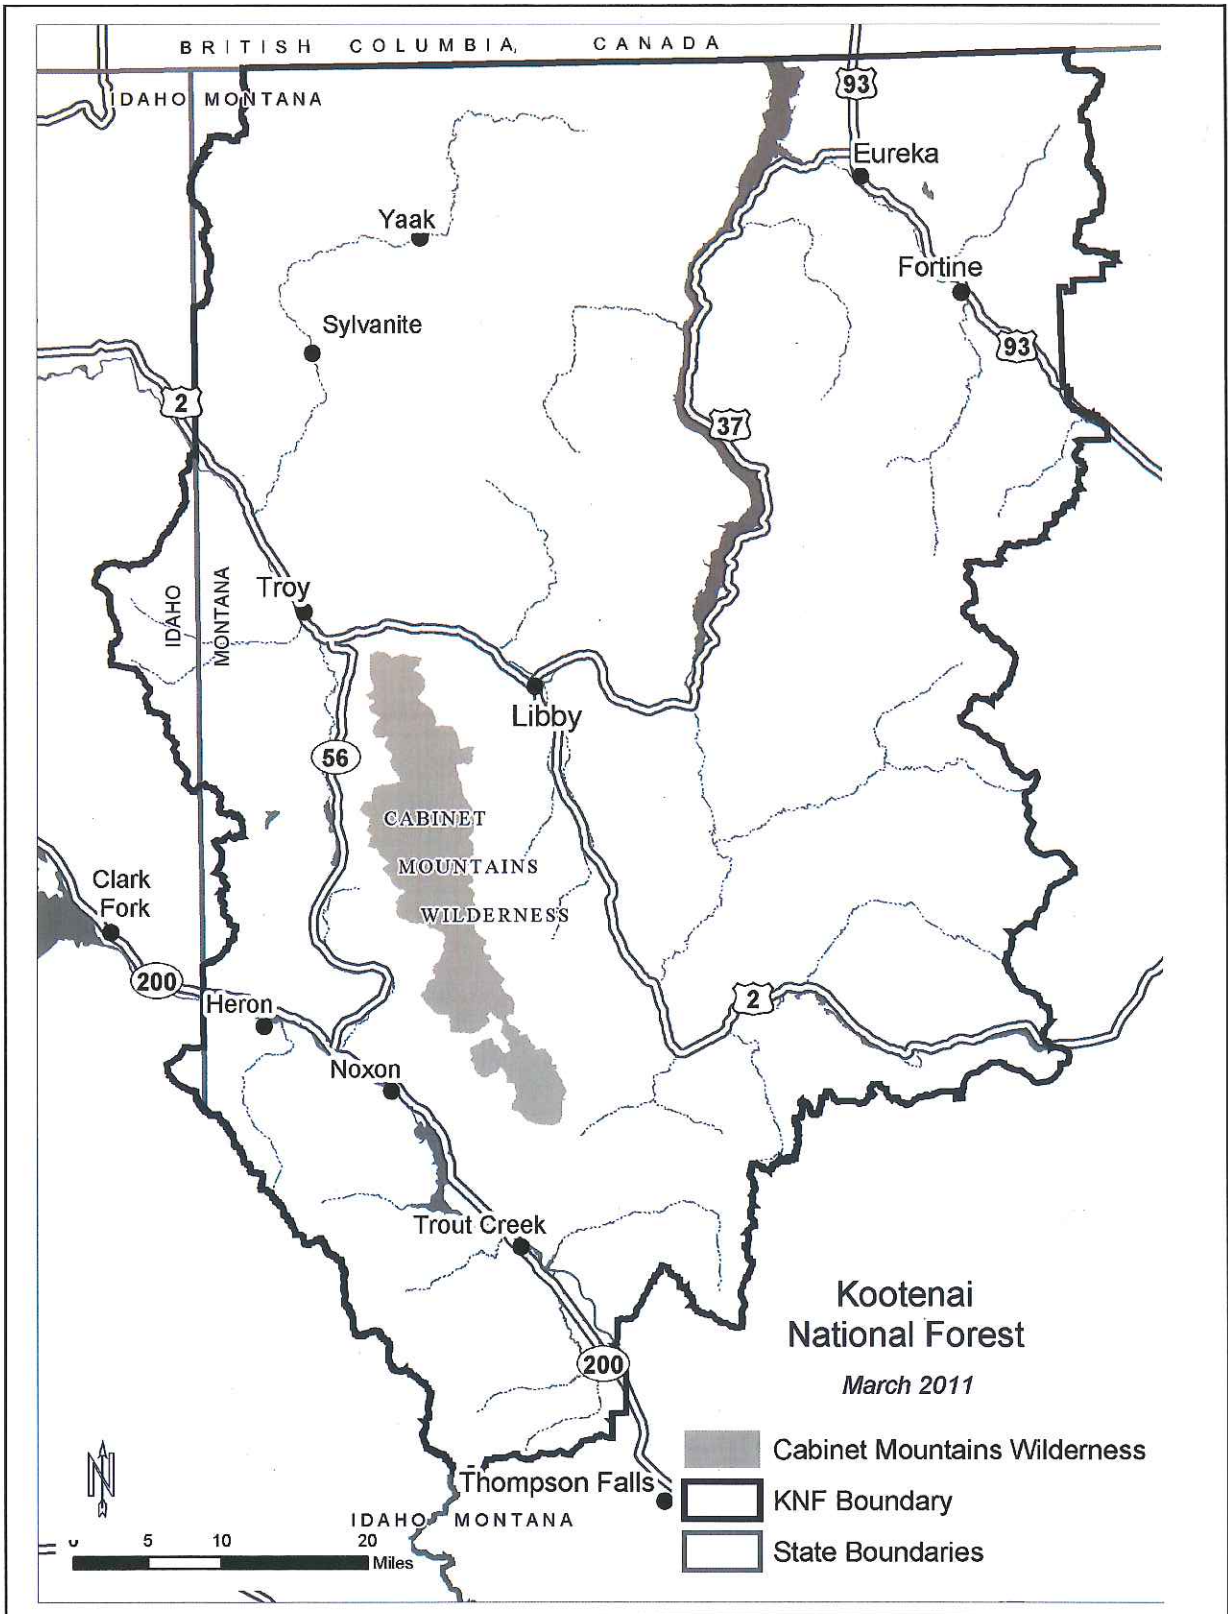 BRITISH COLUMBIA, CANADA
IDAHO MONTANA
93
Eureka
Yaak
Fortine
Sylvanite
93
2
37
Troy
IDAHO
MONTANA
Libby
56
CABINET
MOUNTAINS
WILDERNESS
Clark
Fork
200
2
Heron
Noxon
Trout Creek
Kootenai
National Forest
200
March 2011
Cabinet Mountains Wilderness
Thompson Falls
KNF Boundary
IDAHO MONTANA
State Boundaries
N
5 10 20
Miles